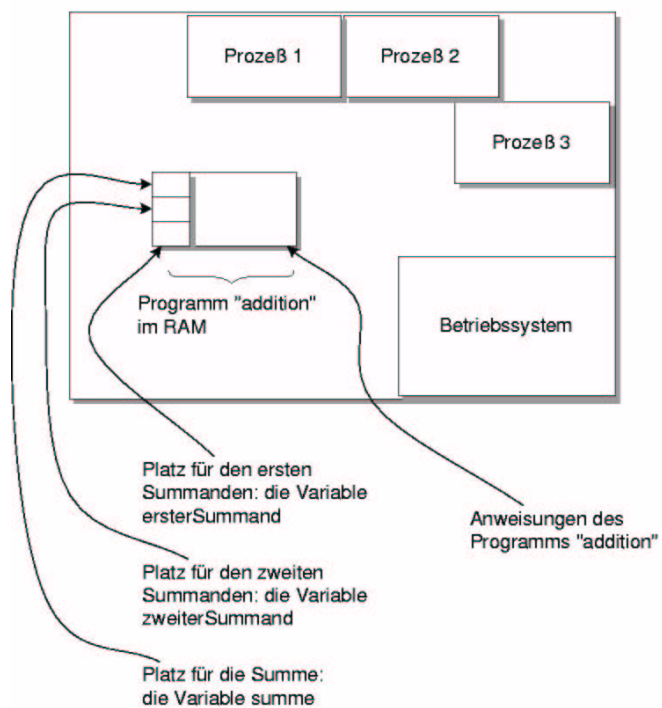 Prozeß 1
Prozeß 2
Prozeß 3
Programm "addition"
im RAM
Betriebssystem
Platz für den ersten
Summanden: die Variable
ersterSummand
Anweisungen des
Programms "addition"
Platz für den zweiten
Summanden: die Variable
zweiterSummand
Platz für die Summe:
die Variable summe